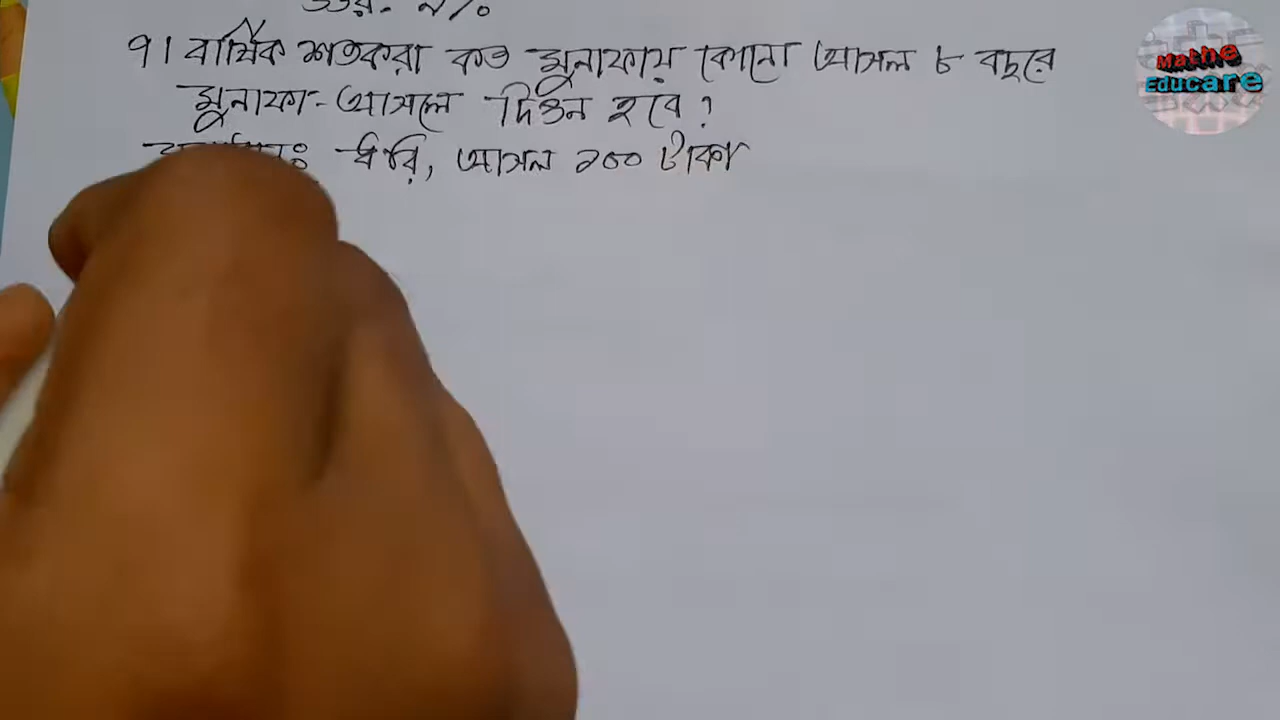 ৭। বার্ষিক শতকরা কত মুনাফায় কোনো আসল ৮ বছরে
মুনাফা-আসলে দিগুন হবে?
ধরি, আসল ১০০ টাকা
Mathe
Educare